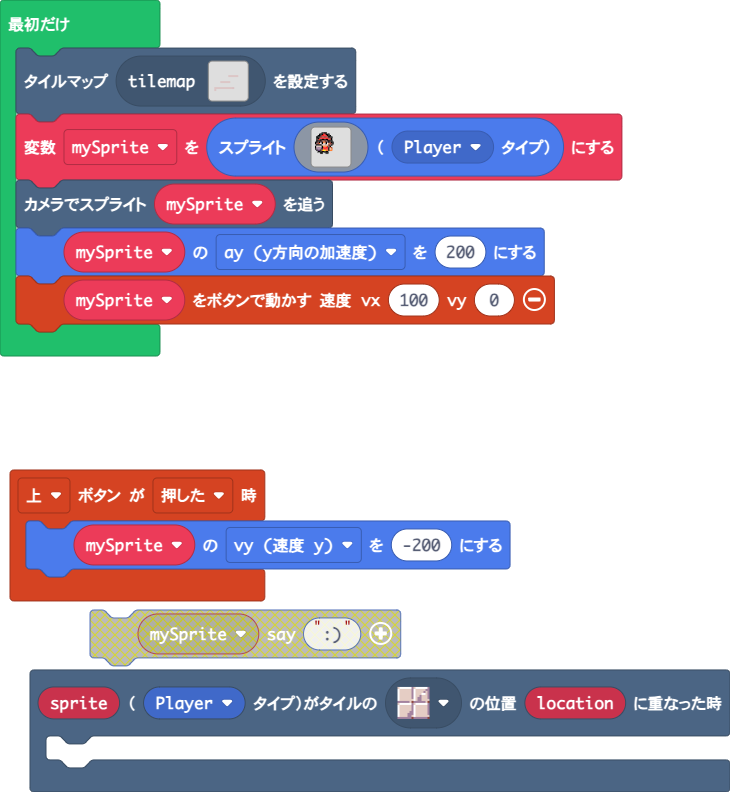 最初だけ
タイルマップ tilemap を設定する
変数 mySprite を スプライト ( Player タイプ) にする
カメラでスプライト mySprite を追う
mySprite の ay (y方向の加速度) を 200 にする
mySprite をボタンで動かす 速度 vx 100 vy 0
上 ボタン が 押した 時
mySprite の vy (速度 y) を -200 にする
mySprite say ":)"
sprite ( Player タイプ)がタイルの の位置 location に重なった時